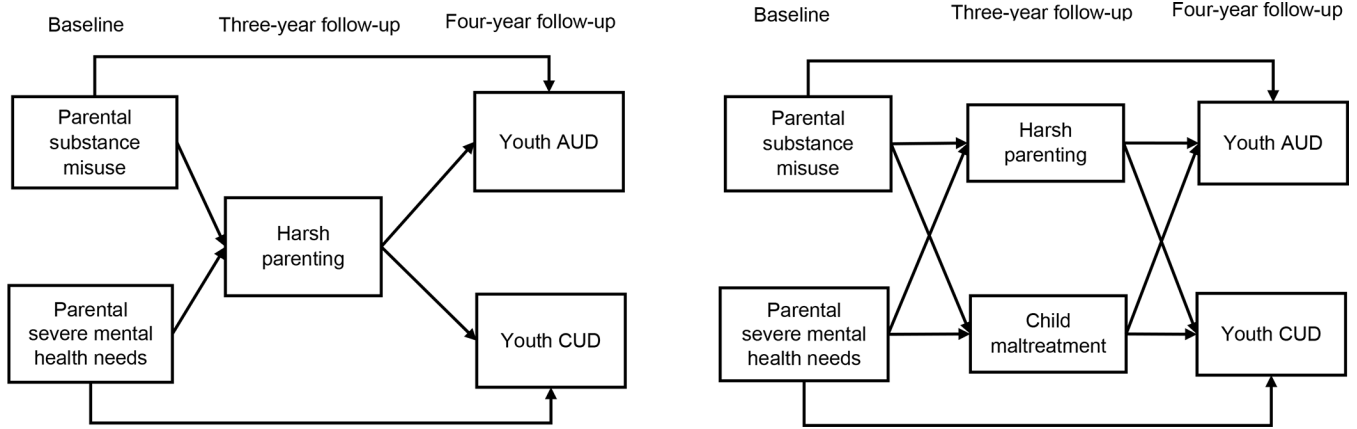 Baseline
Three-year follow-up
Four-year follow-up
Parental
substance
misuse
Youth AUD
Harsh
parenting
Parental
severe mental
health needs
Youth CUD
Baseline
Three-year follow-up
Four-year follow-up
Parental
substance
misuse
Harsh
parenting
Youth AUD
Parental
severe mental
health needs
Child
maltreatment
Youth CUD